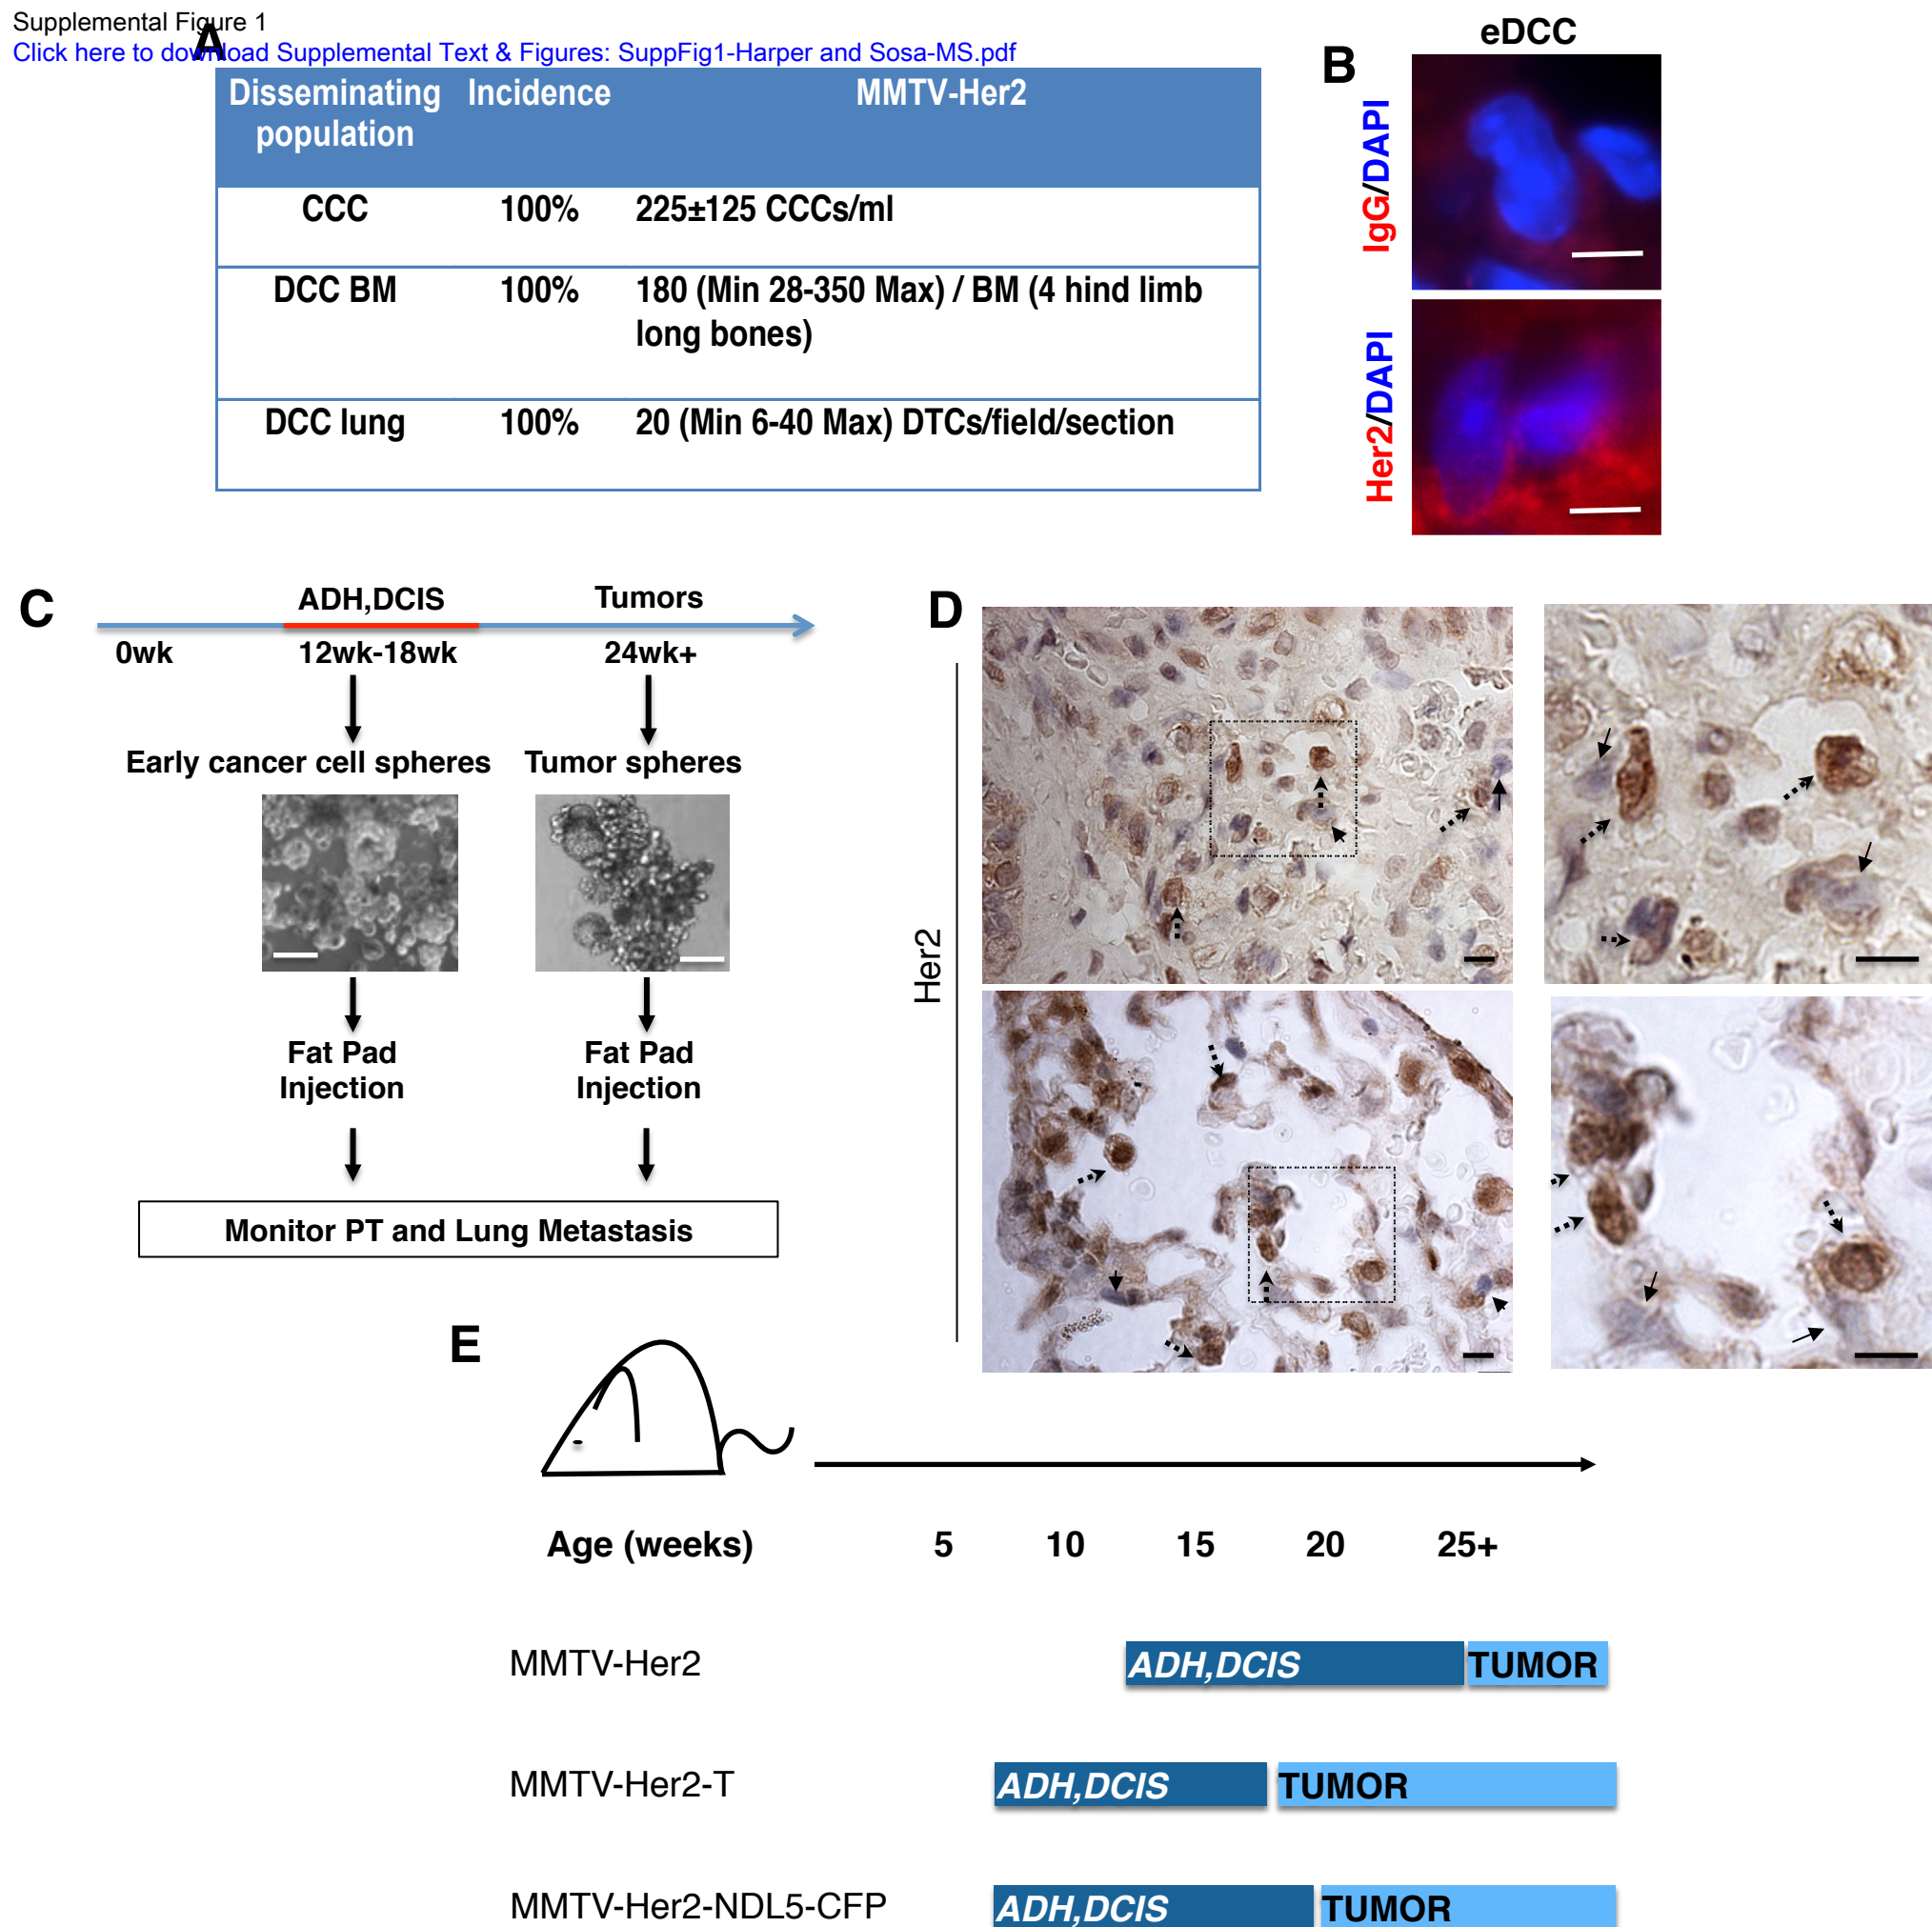 Supplemental Figure 1
Click here to download Supplemental Text & Figures: SuppFig1-Harper and Sosa-MS.pdf
A
Disseminating population Incidence MMTV-Her2
CCC 100% 225±125 CCCs/ml
DCC BM 100% 180 (Min 28-350 Max) / BM (4 hind limb
long bones)
DCC lung 100% 20 (Min 6-40 Max) DTCs/field/section
B
eDCC
IgG/DAPI
Her2/DAPI
C
ADH,DCIS Tumors
0wk 12wk-18wk 24wk+
Early cancer cell spheres Tumor spheres
Fat Pad Injection
Fat Pad Injection
Monitor PT and Lung Metastasis
D
Her2
E
Age (weeks) 5 10 15 20 25+
MMTV-Her2 ADH,DCIS TUMOR
MMTV-Her2-T ADH,DCIS TUMOR
MMTV-Her2-NDL5-CFP ADH,DCIS TUMOR